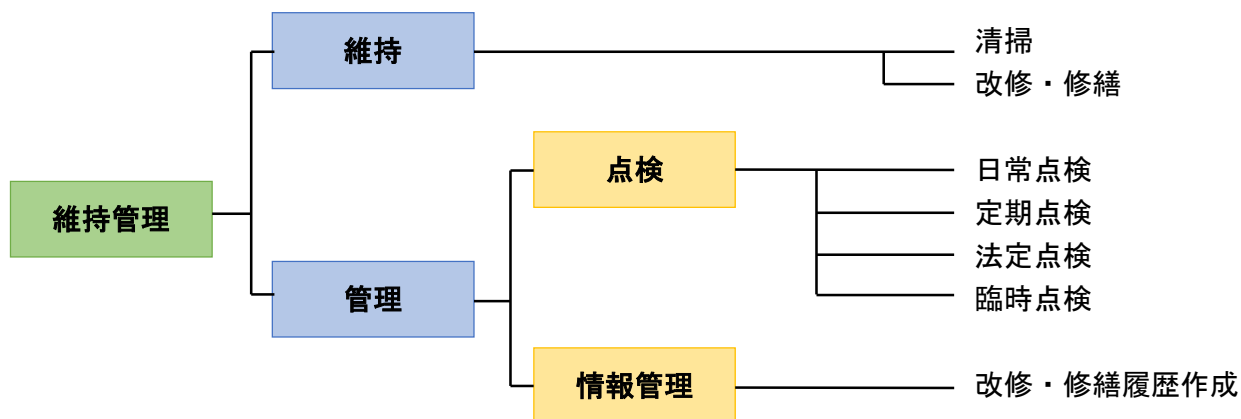 維持
清掃
改修・修繕
点検
日常点検
定期点検
法定点検
臨時点検
維持管理
管理
情報管理
改修・修繕履歴作成